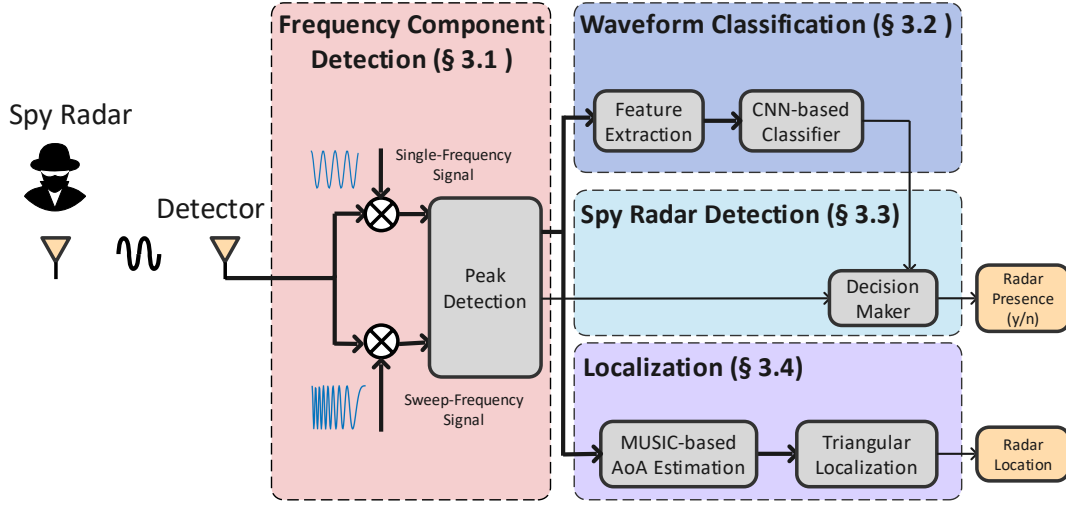 Frequency Component
Detection (§ 3.1 )
Waveform Classification (§ 3.2 )
Feature
Extraction
CNN-based
Classifier
Spy Radar
Single-Frequency
Signal
Detector
Spy Radar Detection (§ 3.3)
Peak
Detection
Decision
Maker
Radar
Presence
(y/n)
Localization (§ 3.4)
Sweep-Frequency
Signal
MUSIC-based
AoA Estimation
Triangular
Localization
Radar
Location